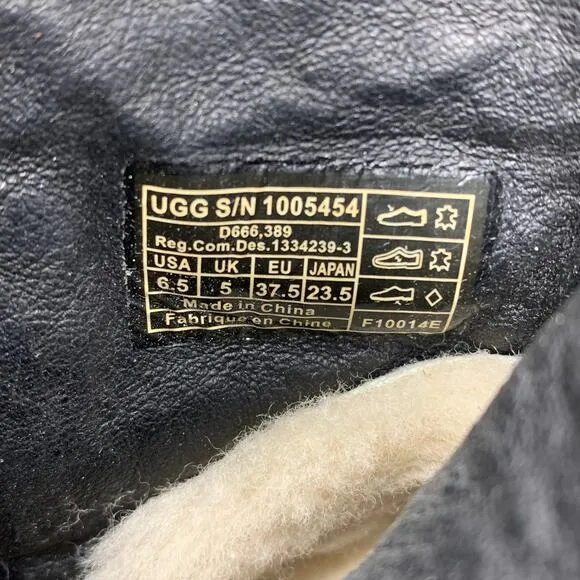 UGG S/N 1005454
D666,389
Reg.Com.Des.1334239-3
USA UK EU JAPAN
6.5 5 37.5 23.5
Made in China
Fabriqué en Chine
F10014E